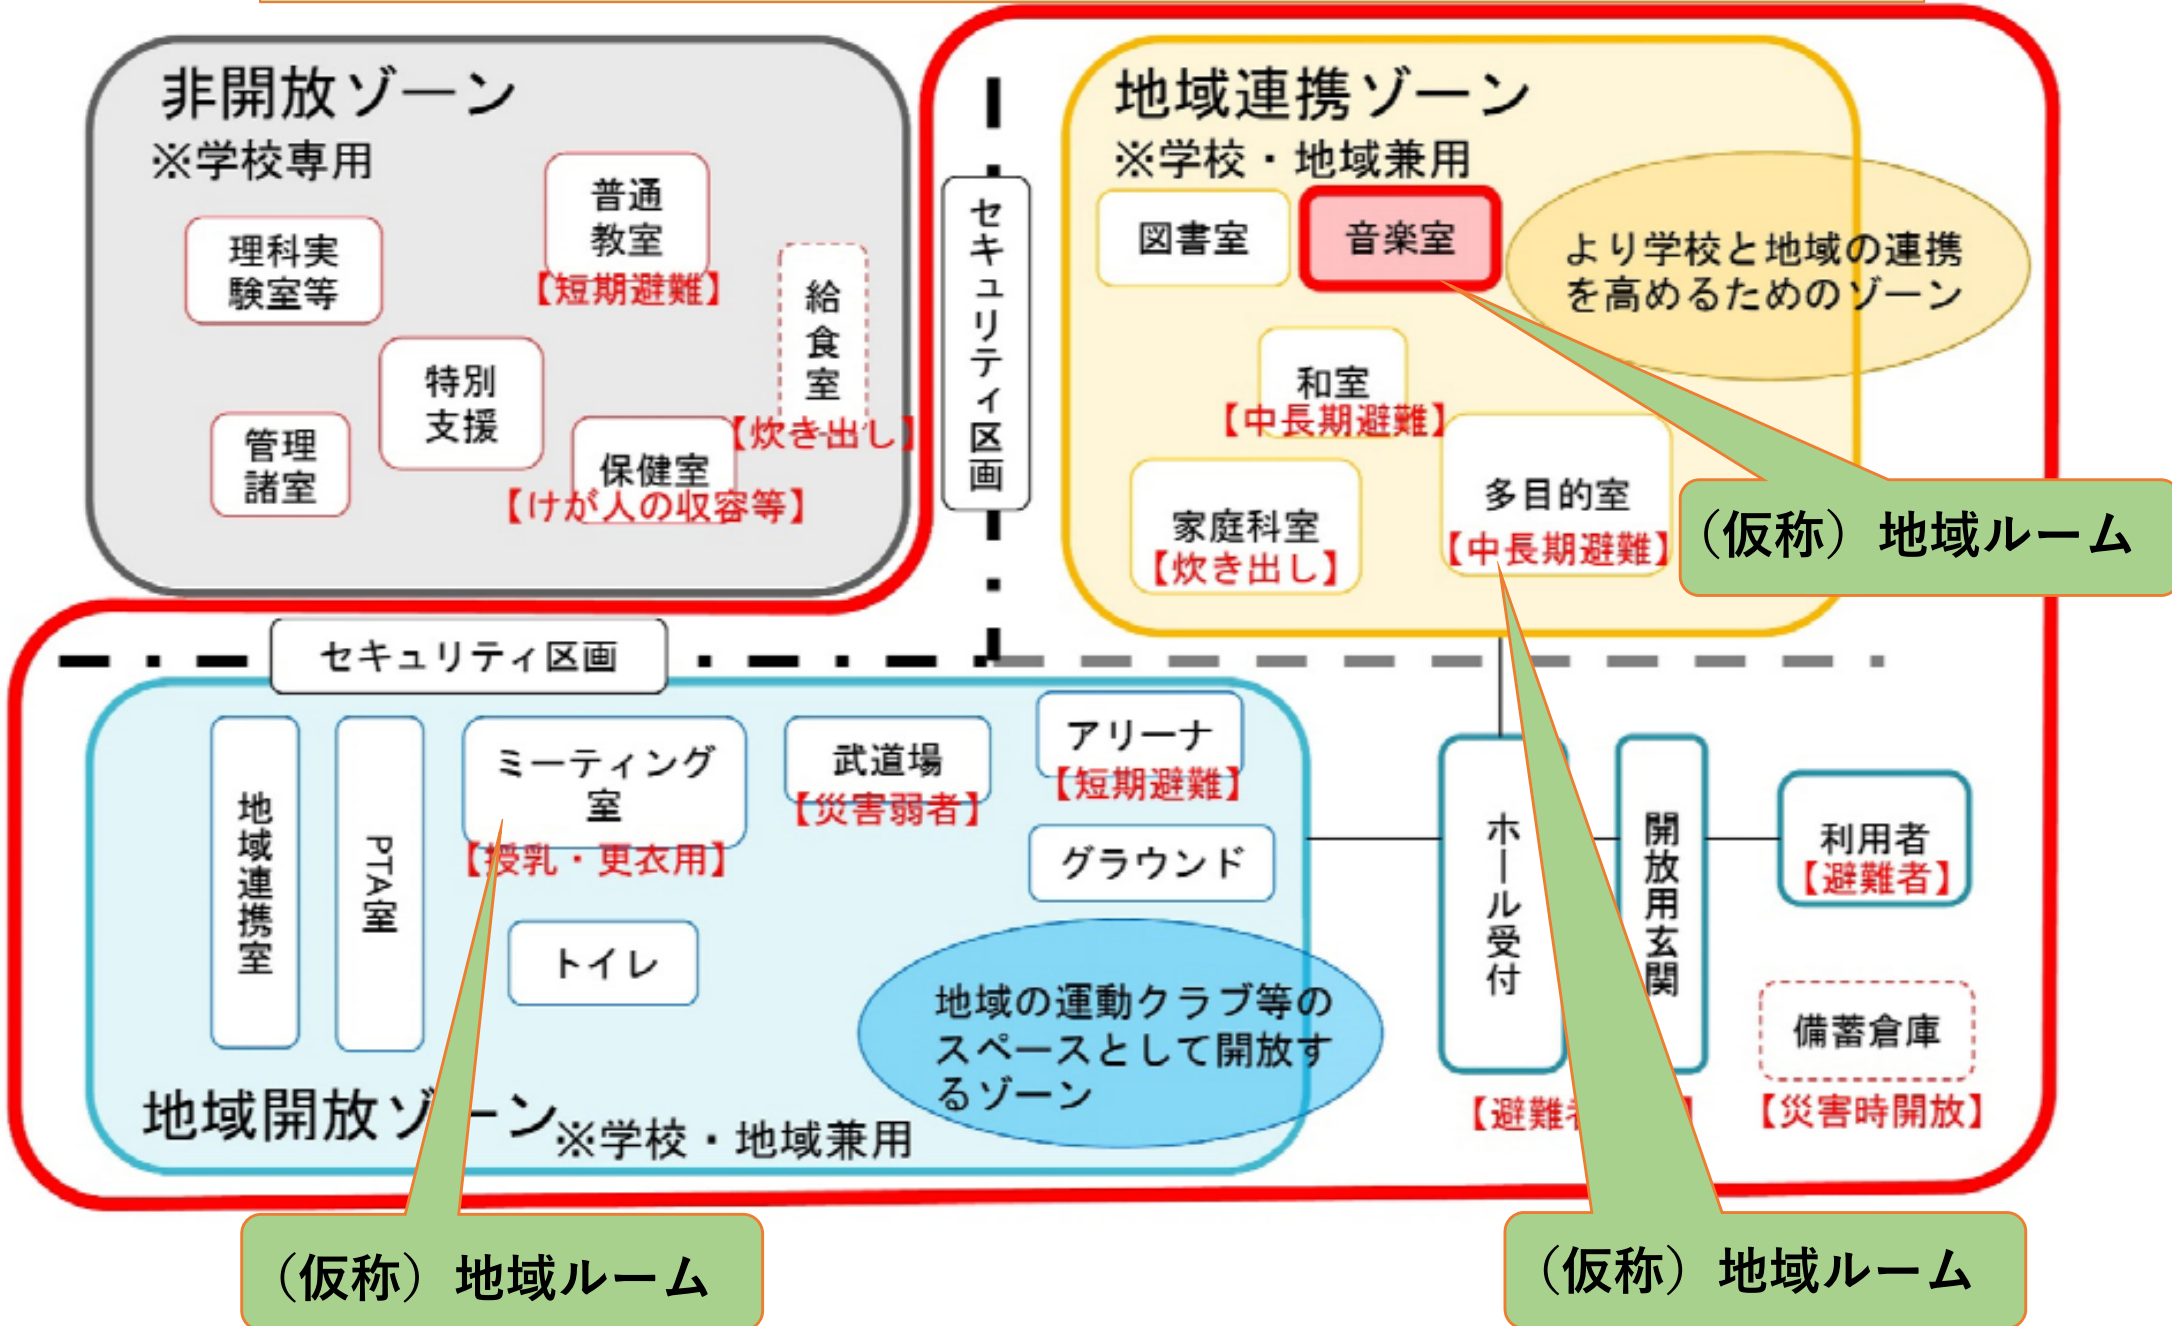 非開放ゾーン
※学校専用
理科実
験室等
普通
教室
【短期避難】
給食室
【炊き出し】
特別
支援
管理
諸室
保健室
【けが人の収容等】
セキュリティ区画
地域連携ゾーン
※学校・地域兼用
図書室
音楽室
より学校と地域の連携
を高めるためのゾーン
和室
【中長期避難】
家庭科室
【炊き出し】
多目的室
【中長期避難】
（仮称）地域ルーム
セキュリティ区画
地域連携室
PTA室
ミーティング
室
【授乳・更衣用】
トイレ
武道場
【災害弱者】
アリーナ
【短期避難】
グラウンド
地域の運動クラブ等の
スペースとして開放す
るゾーン
地域開放ゾーン
※学校・地域兼用
ホール受付
【避難者
開放用玄関
利用者
【避難者】
備蓄倉庫
【災害時開放】
（仮称）地域ルーム
（仮称）地域ルーム